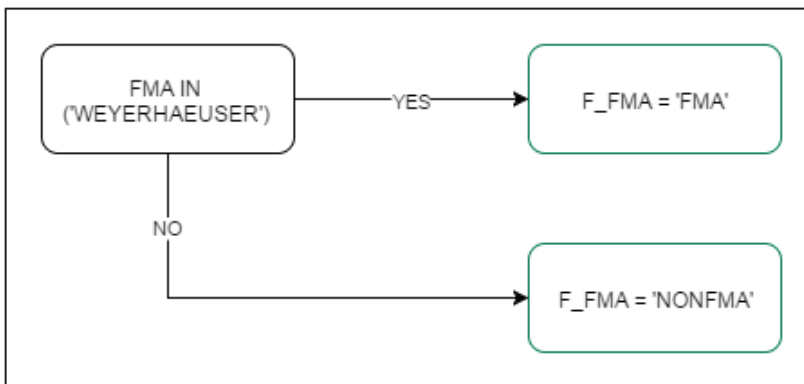 FMA IN
('WEYERHAEUSER')
YES
F_FMA = 'FMA'
NO
F_FMA = 'NONFMA'